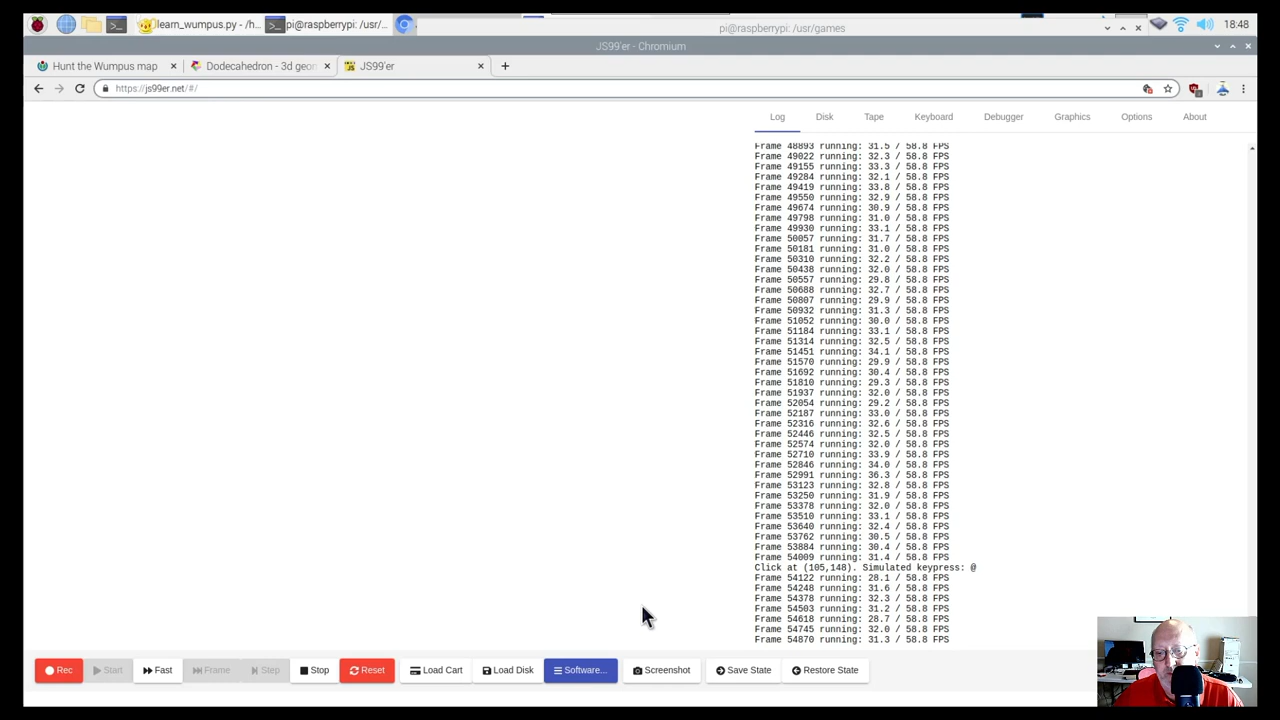 learn_wumpus.py - /h...
pi@raspberrypi: /usr/...
pi@raspberrypi: /usr/games
18:48
JS99'er - Chromium
Hunt the Wumpus map
Dodecahedron - 3d geon
JS99'er
https://js99er.net/#/
Log
Disk
Tape
Keyboard
Debugger
Graphics
Options
About
Frame 48893 running: 31.5 / 58.8 FPS
Frame 49022 running: 32.3 / 58.8 FPS
Frame 49155 running: 33.3 / 58.8 FPS
Frame 49284 running: 32.1 / 58.8 FPS
Frame 49419 running: 33.8 / 58.8 FPS
Frame 49550 running: 32.9 / 58.8 FPS
Frame 49674 running: 30.9 / 58.8 FPS
Frame 49798 running: 31.0 / 58.8 FPS
Frame 49930 running: 33.1 / 58.8 FPS
Frame 50057 running: 31.7 / 58.8 FPS
Frame 50181 running: 31.0 / 58.8 FPS
Frame 50310 running: 32.2 / 58.8 FPS
Frame 50438 running: 32.0 / 58.8 FPS
Frame 50557 running: 29.8 / 58.8 FPS
Frame 50688 running: 32.7 / 58.8 FPS
Frame 50807 running: 29.9 / 58.8 FPS
Frame 50932 running: 31.3 / 58.8 FPS
Frame 51052 running: 30.0 / 58.8 FPS
Frame 51184 running: 33.1 / 58.8 FPS
Frame 51314 running: 32.5 / 58.8 FPS
Frame 51451 running: 34.1 / 58.8 FPS
Frame 51570 running: 29.9 / 58.8 FPS
Frame 51692 running: 30.4 / 58.8 FPS
Frame 51810 running: 29.3 / 58.8 FPS
Frame 51937 running: 32.0 / 58.8 FPS
Frame 52054 running: 29.2 / 58.8 FPS
Frame 52187 running: 33.0 / 58.8 FPS
Frame 52316 running: 32.6 / 58.8 FPS
Frame 52446 running: 32.5 / 58.8 FPS
Frame 52574 running: 32.0 / 58.8 FPS
Frame 52710 running: 33.9 / 58.8 FPS
Frame 52846 running: 34.0 / 58.8 FPS
Frame 52991 running: 36.3 / 58.8 FPS
Frame 53123 running: 32.8 / 58.8 FPS
Frame 53250 running: 31.9 / 58.8 FPS
Frame 53378 running: 32.0 / 58.8 FPS
Frame 53510 running: 33.1 / 58.8 FPS
Frame 53640 running: 32.4 / 58.8 FPS
Frame 53762 running: 30.5 / 58.8 FPS
Frame 53884 running: 30.4 / 58.8 FPS
Frame 54009 running: 31.4 / 58.8 FPS
Click at (105,148). Simulated keypress: @
Frame 54122 running: 28.1 / 58.8 FPS
Frame 54248 running: 31.6 / 58.8 FPS
Frame 54378 running: 32.3 / 58.8 FPS
Frame 54503 running: 31.2 / 58.8 FPS
Frame 54618 running: 28.7 / 58.8 FPS
Frame 54745 running: 32.0 / 58.8 FPS
Frame 54870 running: 31.3 / 58.8 FPS
Rec
Start
Fast
Frame
Step
Stop
Reset
Load Cart
Load Disk
Software...
Screenshot
Save State
Restore State